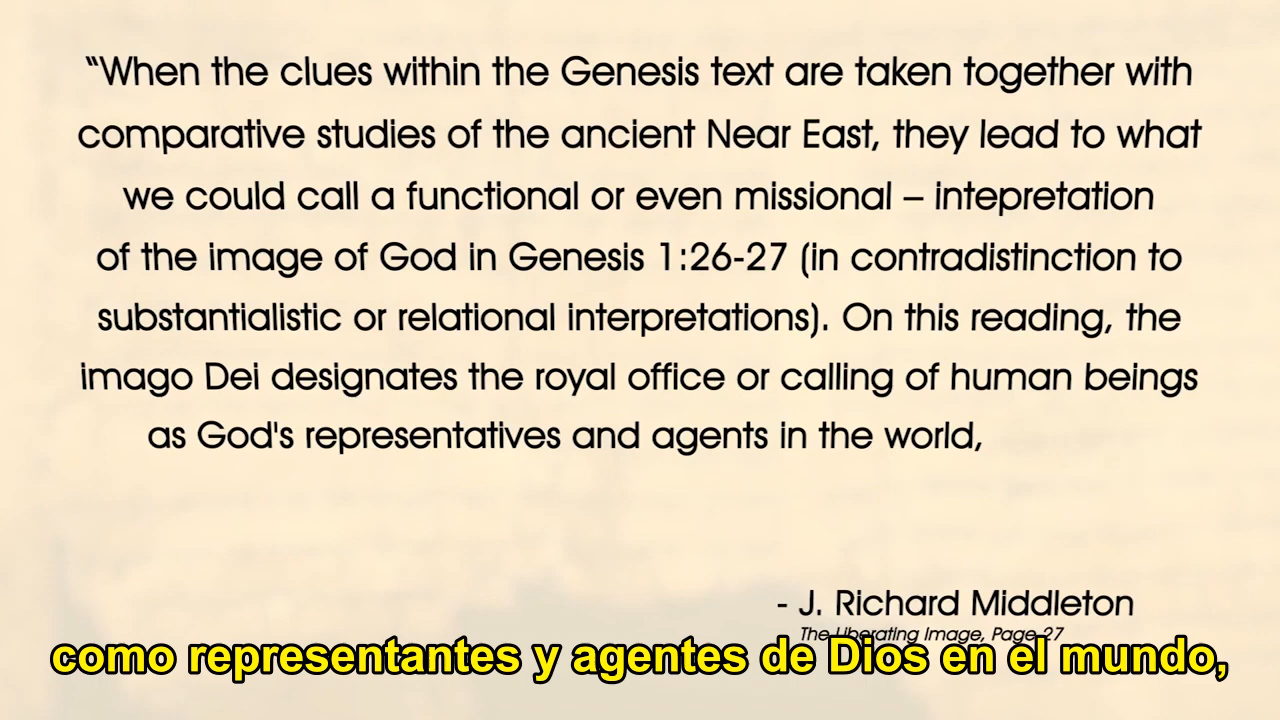 “When the clues within the Genesis text are taken together with
comparative studies of the ancient Near East, they lead to what
we could call a functional or even missional – intepretation
of the image of God in Genesis 1:26-27 (in contradistinction to
substantialistic or relational interpretations). On this reading, the
imago Dei designates the royal office or calling of human beings
as God's representatives and agents in the world,
- J. Richard Middleton
The Liberating Image, Page 27
como representantes y agentes de Dios en el mundo,